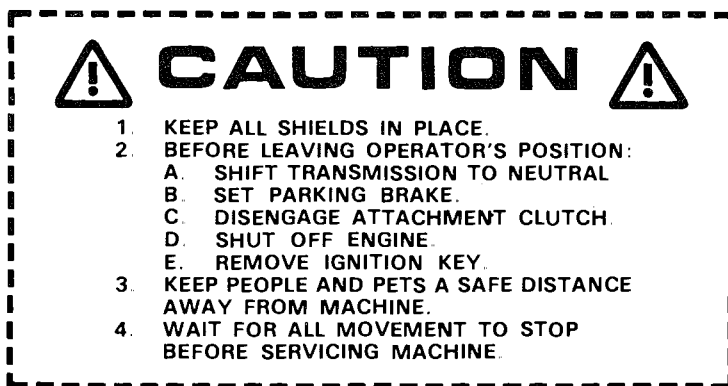 CAUTION
1. KEEP ALL SHIELDS IN PLACE.
2. BEFORE LEAVING OPERATOR'S POSITION:
A. SHIFT TRANSMISSION TO NEUTRAL
B. SET PARKING BRAKE.
C. DISENGAGE ATTACHMENT CLUTCH.
D. SHUT OFF ENGINE.
E. REMOVE IGNITION KEY.
3. KEEP PEOPLE AND PETS A SAFE DISTANCE
AWAY FROM MACHINE.
4. WAIT FOR ALL MOVEMENT TO STOP
BEFORE SERVICING MACHINE.